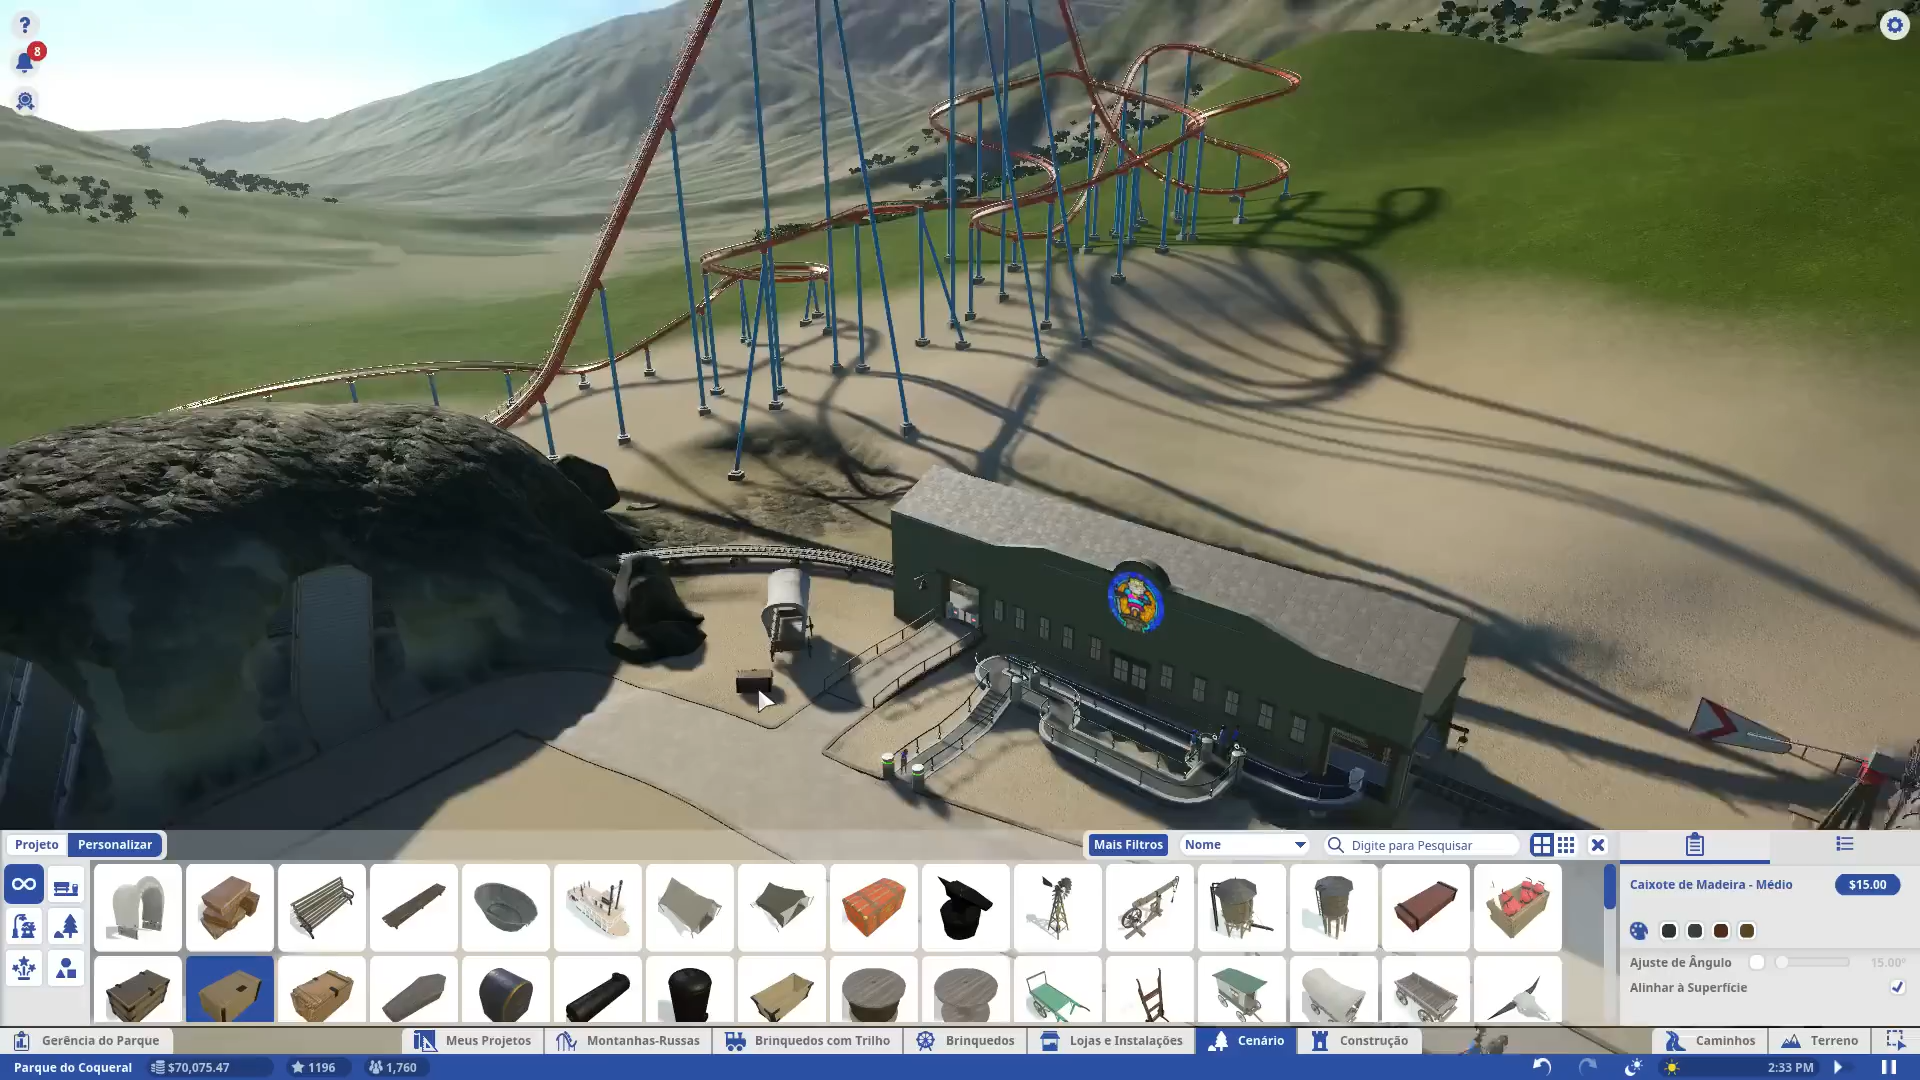 ?
8
Projeto
Personalizar
Mais Filtros
Nome
Digite para Pesquisar
Caixote de Madeira - Médio
$15.00
Ajuste de Ângulo
15.00°
Alinhar à Superfície
Gerência do Parque
Meus Projetos
Montanhas-Russas
Brinquedos com Trilho
Brinquedos
Lojas e Instalações
Cenário
Construção
Caminhos
Terreno
Parque do Coqueral
$70,075.47
1196
1,760
2:33 PM